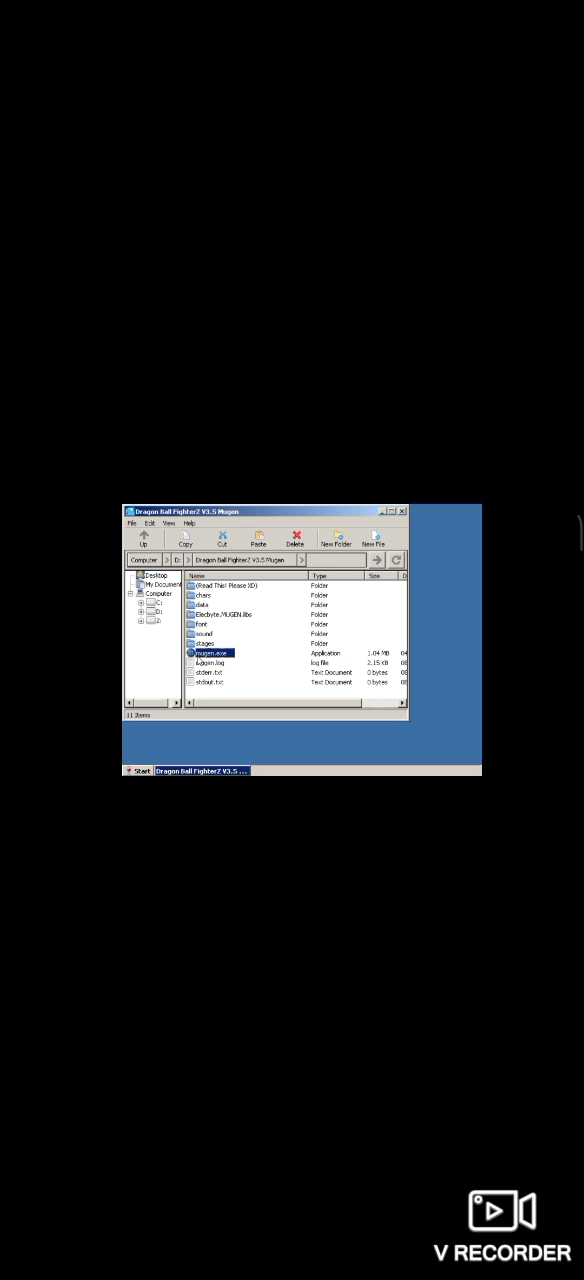 Dragon Ball FighterZ V3.5 Mugen
File Edit View Help
Up Copy Cut Paste Delete New Folder New File
Computer D: Dragon Ball FighterZ V3.5 Mugen
Desktop
My Document
Computer
C:
D:
Z:
Name Type Size D
(Read This! Please XD) Folder
chars Folder
data Folder
Elecbyte.MUGEN.libs Folder
font Folder
sound Folder
stages Folder
mugen.exe Application 1.04 MB 04
mugen.log log file 2.15 KB 08
stderr.txt Text Document 0 bytes 08
stdout.txt Text Document 0 bytes 08
11 Items
Start Dragon Ball FighterZ V3.5 ...
V RECORDER